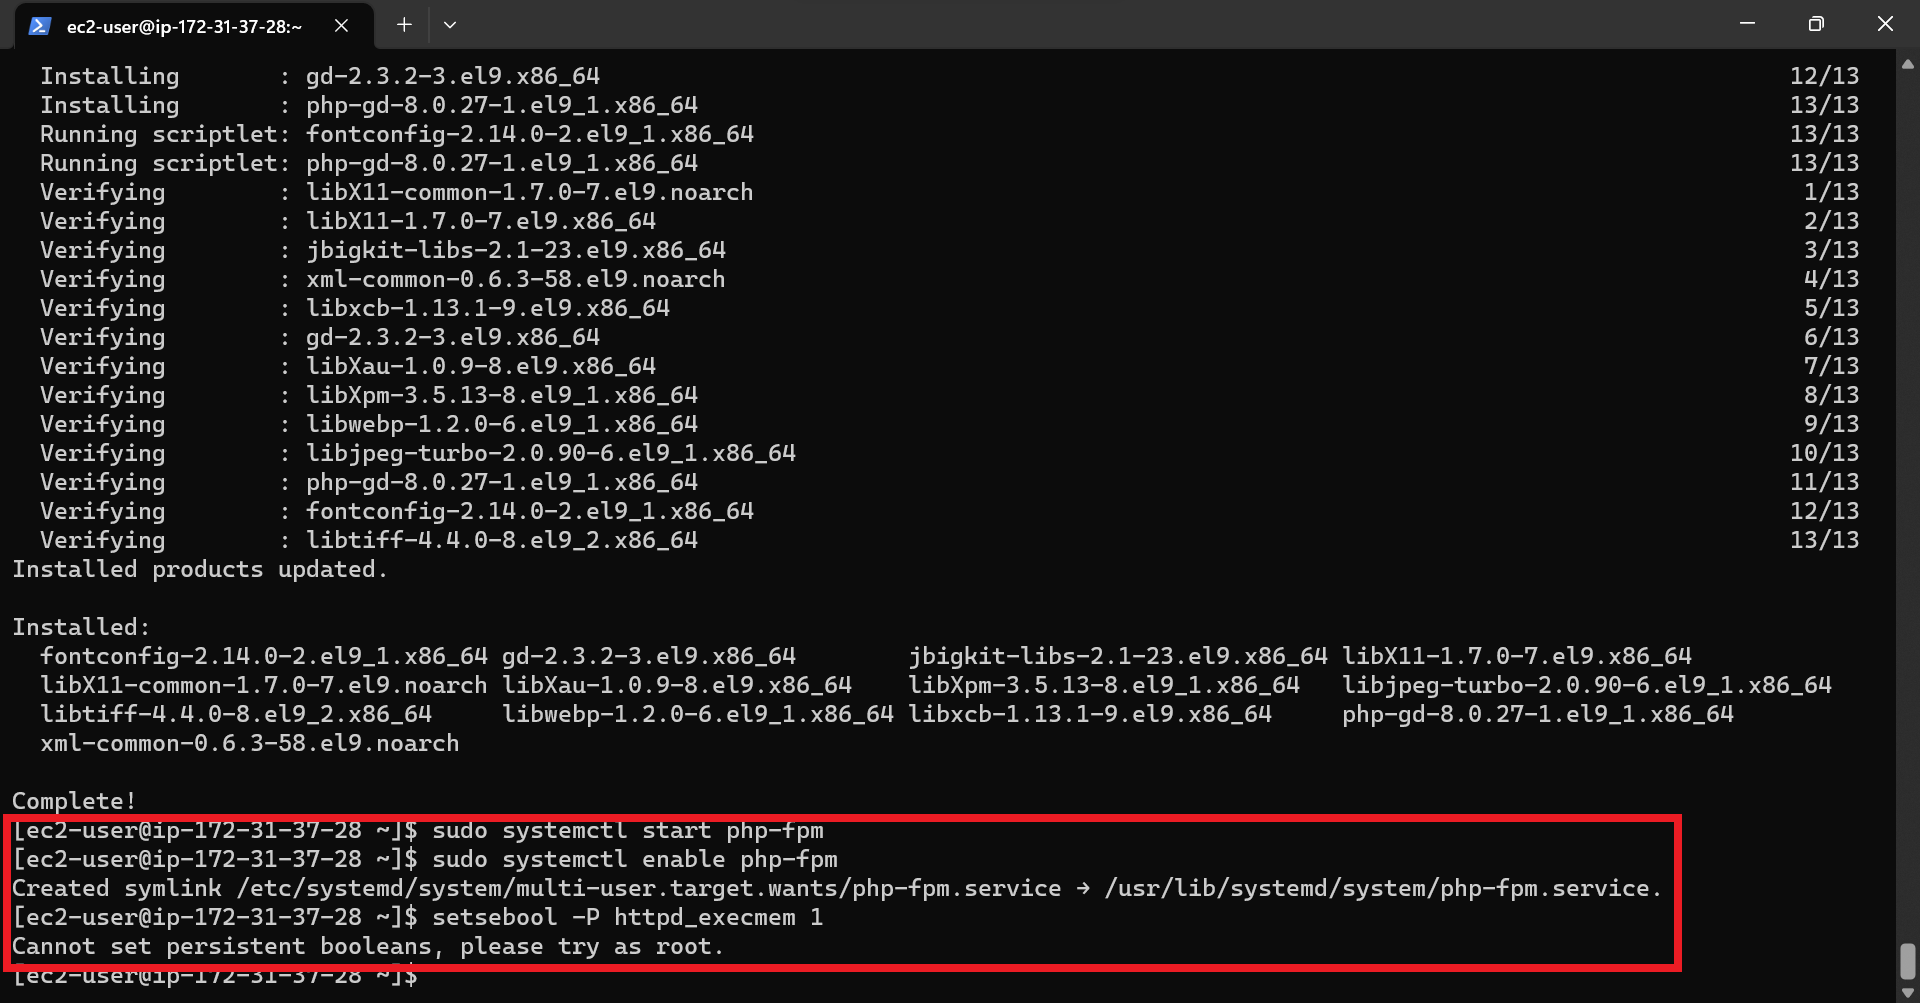 ec2-user@ip-172-31-37-28:~
Installing : gd-2.3.2-3.el9.x86_64 12/13
Installing : php-gd-8.0.27-1.el9_1.x86_64 13/13
Running scriptlet: fontconfig-2.14.0-2.el9_1.x86_64 13/13
Running scriptlet: php-gd-8.0.27-1.el9_1.x86_64 13/13
Verifying : libX11-common-1.7.0-7.el9.noarch 1/13
Verifying : libX11-1.7.0-7.el9.x86_64 2/13
Verifying : jbigkit-libs-2.1-23.el9.x86_64 3/13
Verifying : xml-common-0.6.3-58.el9.noarch 4/13
Verifying : libxcb-1.13.1-9.el9.x86_64 5/13
Verifying : gd-2.3.2-3.el9.x86_64 6/13
Verifying : libXau-1.0.9-8.el9.x86_64 7/13
Verifying : libXpm-3.5.13-8.el9_1.x86_64 8/13
Verifying : libwebp-1.2.0-6.el9_1.x86_64 9/13
Verifying : libjpeg-turbo-2.0.90-6.el9_1.x86_64 10/13
Verifying : php-gd-8.0.27-1.el9_1.x86_64 11/13
Verifying : fontconfig-2.14.0-2.el9_1.x86_64 12/13
Verifying : libtiff-4.4.0-8.el9_2.x86_64 13/13
Installed products updated.
Installed:
fontconfig-2.14.0-2.el9_1.x86_64 gd-2.3.2-3.el9.x86_64 jbigkit-libs-2.1-23.el9.x86_64 libX11-1.7.0-7.el9.x86_64
libX11-common-1.7.0-7.el9.noarch libXau-1.0.9-8.el9.x86_64 libXpm-3.5.13-8.el9_1.x86_64 libjpeg-turbo-2.0.90-6.el9_1.x86_64
libtiff-4.4.0-8.el9_2.x86_64 libwebp-1.2.0-6.el9_1.x86_64 libxcb-1.13.1-9.el9.x86_64 php-gd-8.0.27-1.el9_1.x86_64
xml-common-0.6.3-58.el9.noarch
Complete!
[ec2-user@ip-172-31-37-28 ~]$ sudo systemctl start php-fpm
[ec2-user@ip-172-31-37-28 ~]$ sudo systemctl enable php-fpm
Created symlink /etc/systemd/system/multi-user.target.wants/php-fpm.service → /usr/lib/systemd/system/php-fpm.service.
[ec2-user@ip-172-31-37-28 ~]$ setsebool -P httpd_execmem 1
Cannot set persistent booleans, please try as root.
[ec2-user@ip-172-31-37-28 ~]$